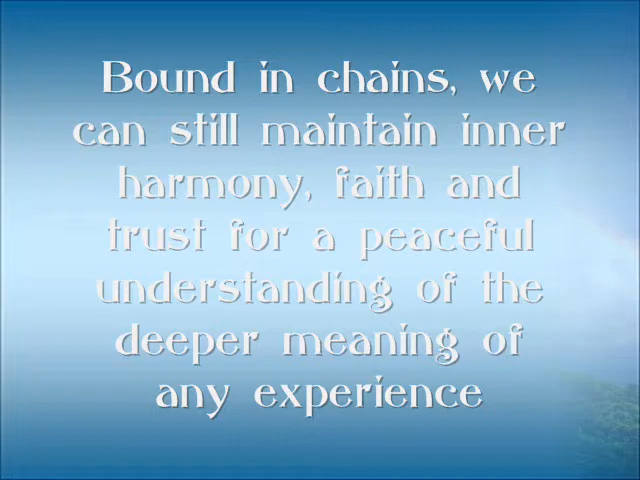 Bound in chains, we
can still maintain inner
harmony, faith and
trust for a peaceful
understanding of the
deeper meaning of
any experience